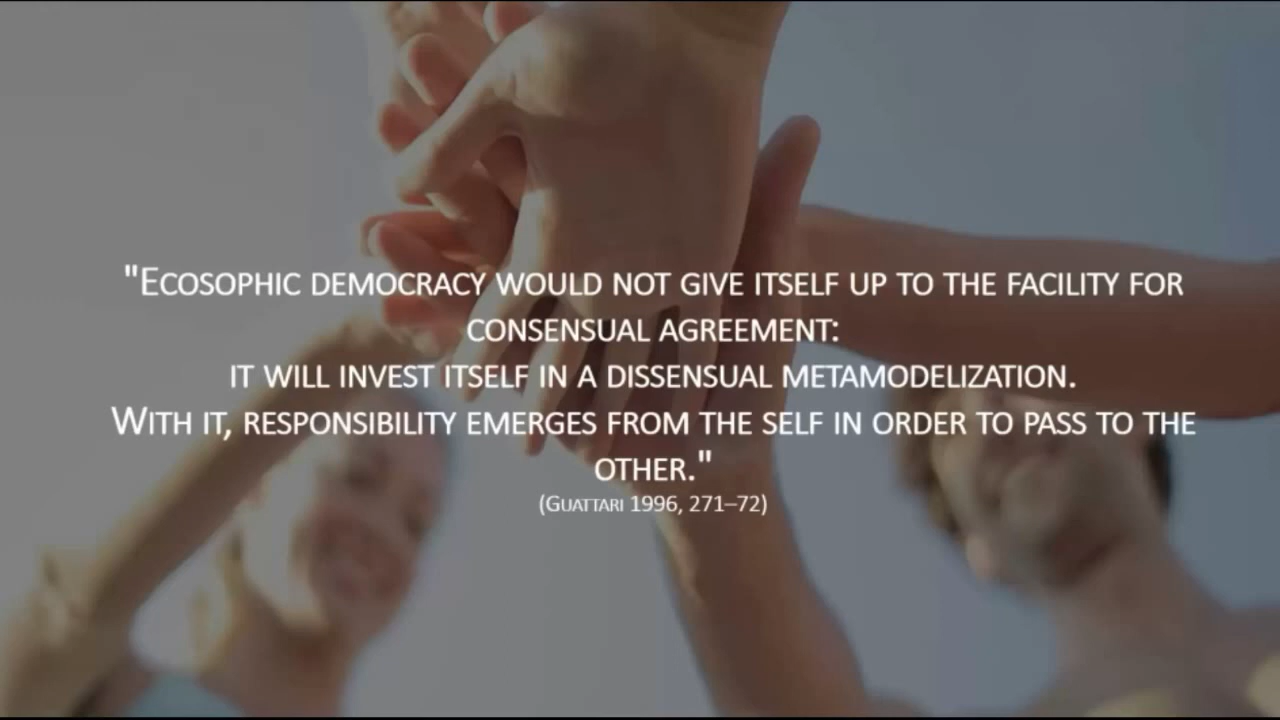 "Ecosophic democracy would not give itself up to the facility for
consensual agreement:
it will invest itself in a dissensual metamodelization.
With it, responsibility emerges from the self in order to pass to the
other."
(Guattari 1996, 271–72)